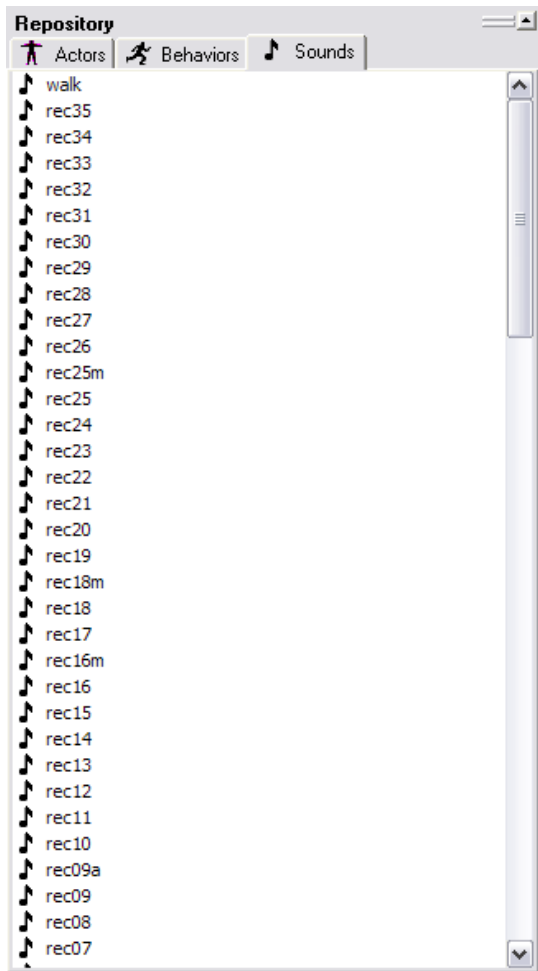 Repository
Actors Behaviors Sounds
walk
rec35
rec34
rec33
rec32
rec31
rec30
rec29
rec28
rec27
rec26
rec25m
rec25
rec24
rec23
rec22
rec21
rec20
rec19
rec18m
rec18
rec17
rec16m
rec16
rec15
rec14
rec13
rec12
rec11
rec10
rec09a
rec09
rec08
rec07